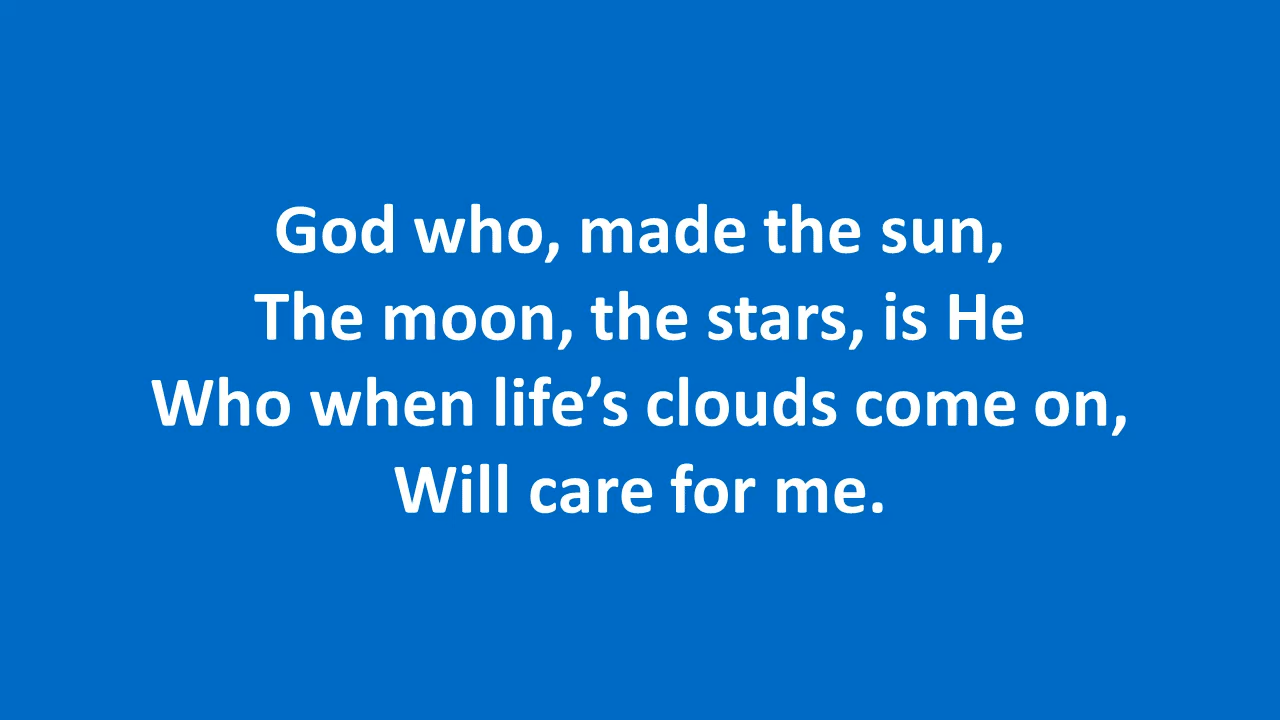 God who, made the sun,
The moon, the stars, is He
Who when life’s clouds come on,
Will care for me.